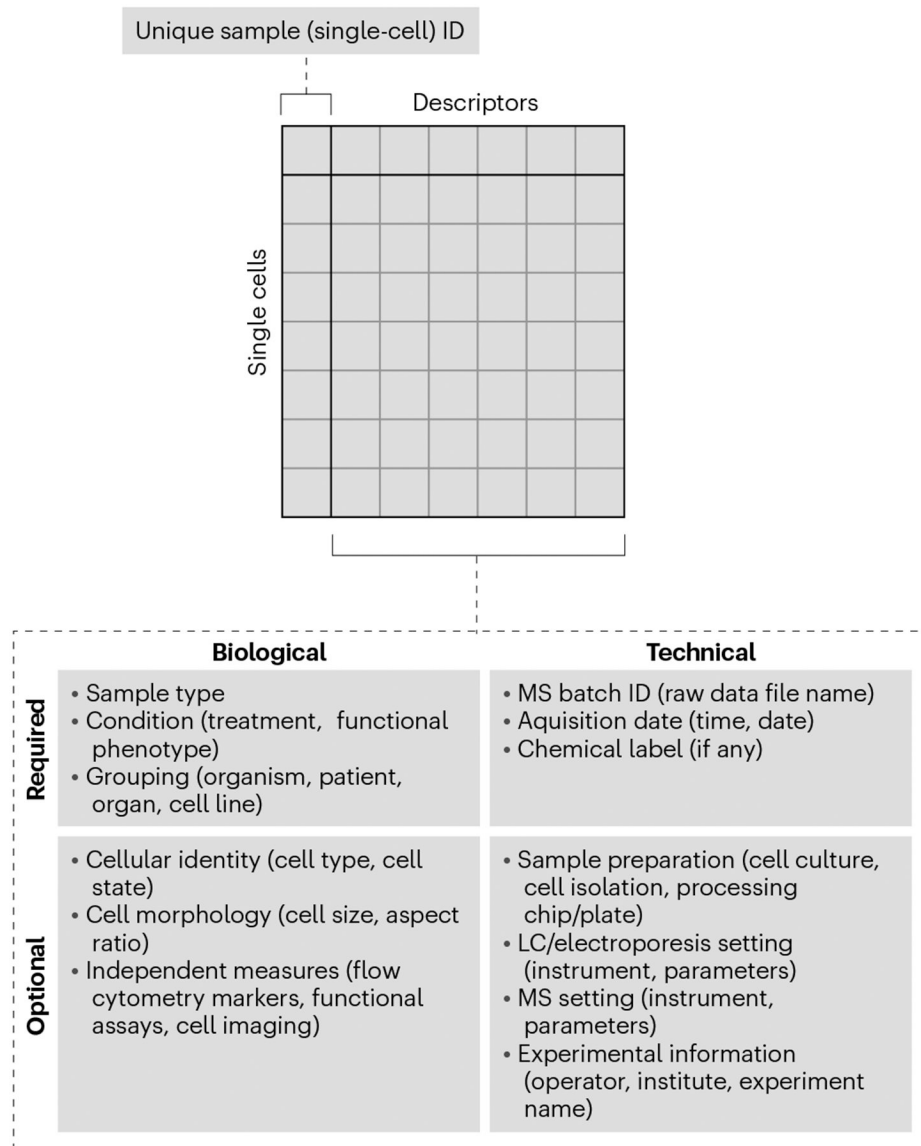 Unique sample (single-cell) ID
Descriptors
Single cells
Biological
Technical
Required
• Sample type
• Condition (treatment, functional
phenotype)
• Grouping (organism, patient,
organ, cell line)
• MS batch ID (raw data file name)
• Aquisition date (time, date)
• Chemical label (if any)
Optional
• Cellular identity (cell type, cell
state)
• Cell morphology (cell size, aspect
ratio)
• Independent measures (flow
cytometry markers, functional
assays, cell imaging)
• Sample preparation (cell culture,
cell isolation, processing
chip/plate)
• LC/electroporesis setting
(instrument, parameters)
• MS setting (instrument,
parameters)
• Experimental information
(operator, institute, experiment
name)